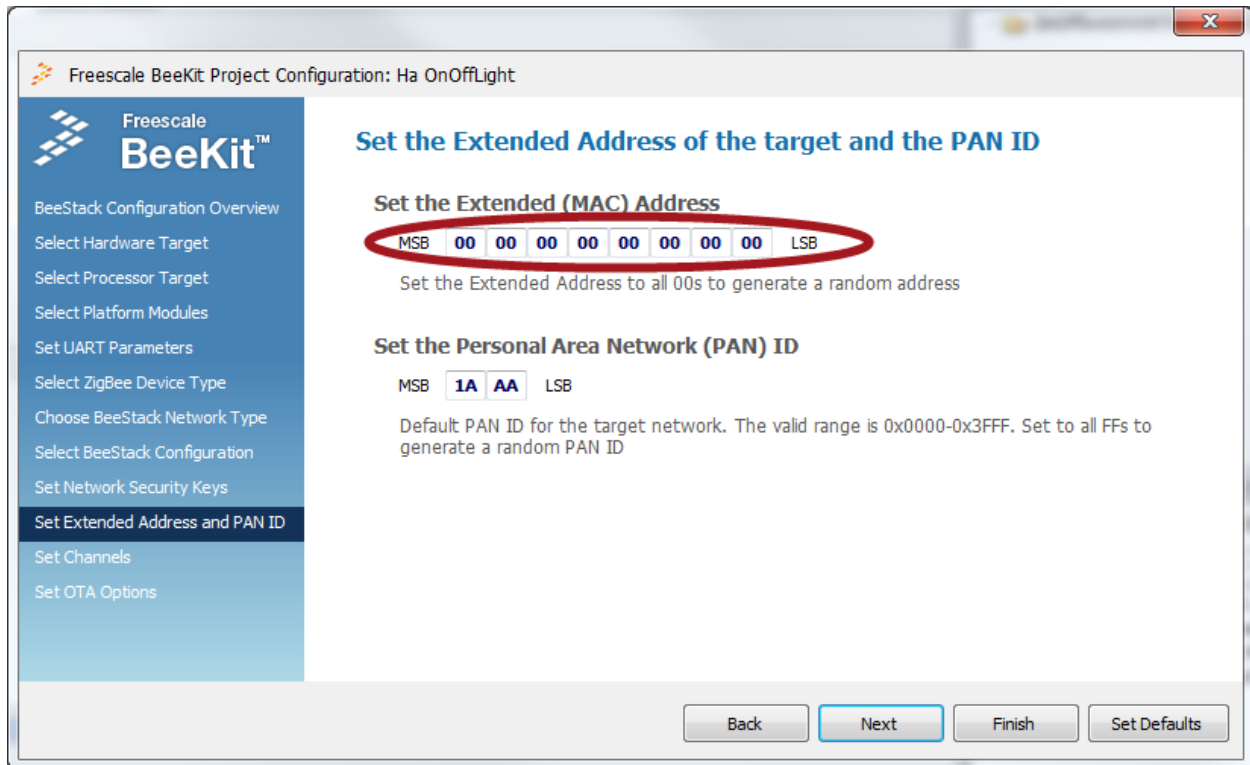 X
Freescale BeeKit Project Configuration: Ha OnOffLight
Freescale
BeeKit™
BeeStack Configuration Overview
Select Hardware Target
Select Processor Target
Select Platform Modules
Set UART Parameters
Select ZigBee Device Type
Choose BeeStack Network Type
Select BeeStack Configuration
Set Network Security Keys
Set Extended Address and PAN ID
Set Channels
Set OTA Options
Set the Extended Address of the target and the PAN ID
Set the Extended (MAC) Address
MSB 00 00 00 00 00 00 00 00 LSB
Set the Extended Address to all 00s to generate a random address
Set the Personal Area Network (PAN) ID
MSB 1A AA LSB
Default PAN ID for the target network. The valid range is 0x0000-0x3FFF. Set to all FFs to
generate a random PAN ID
Back Next Finish Set Defaults